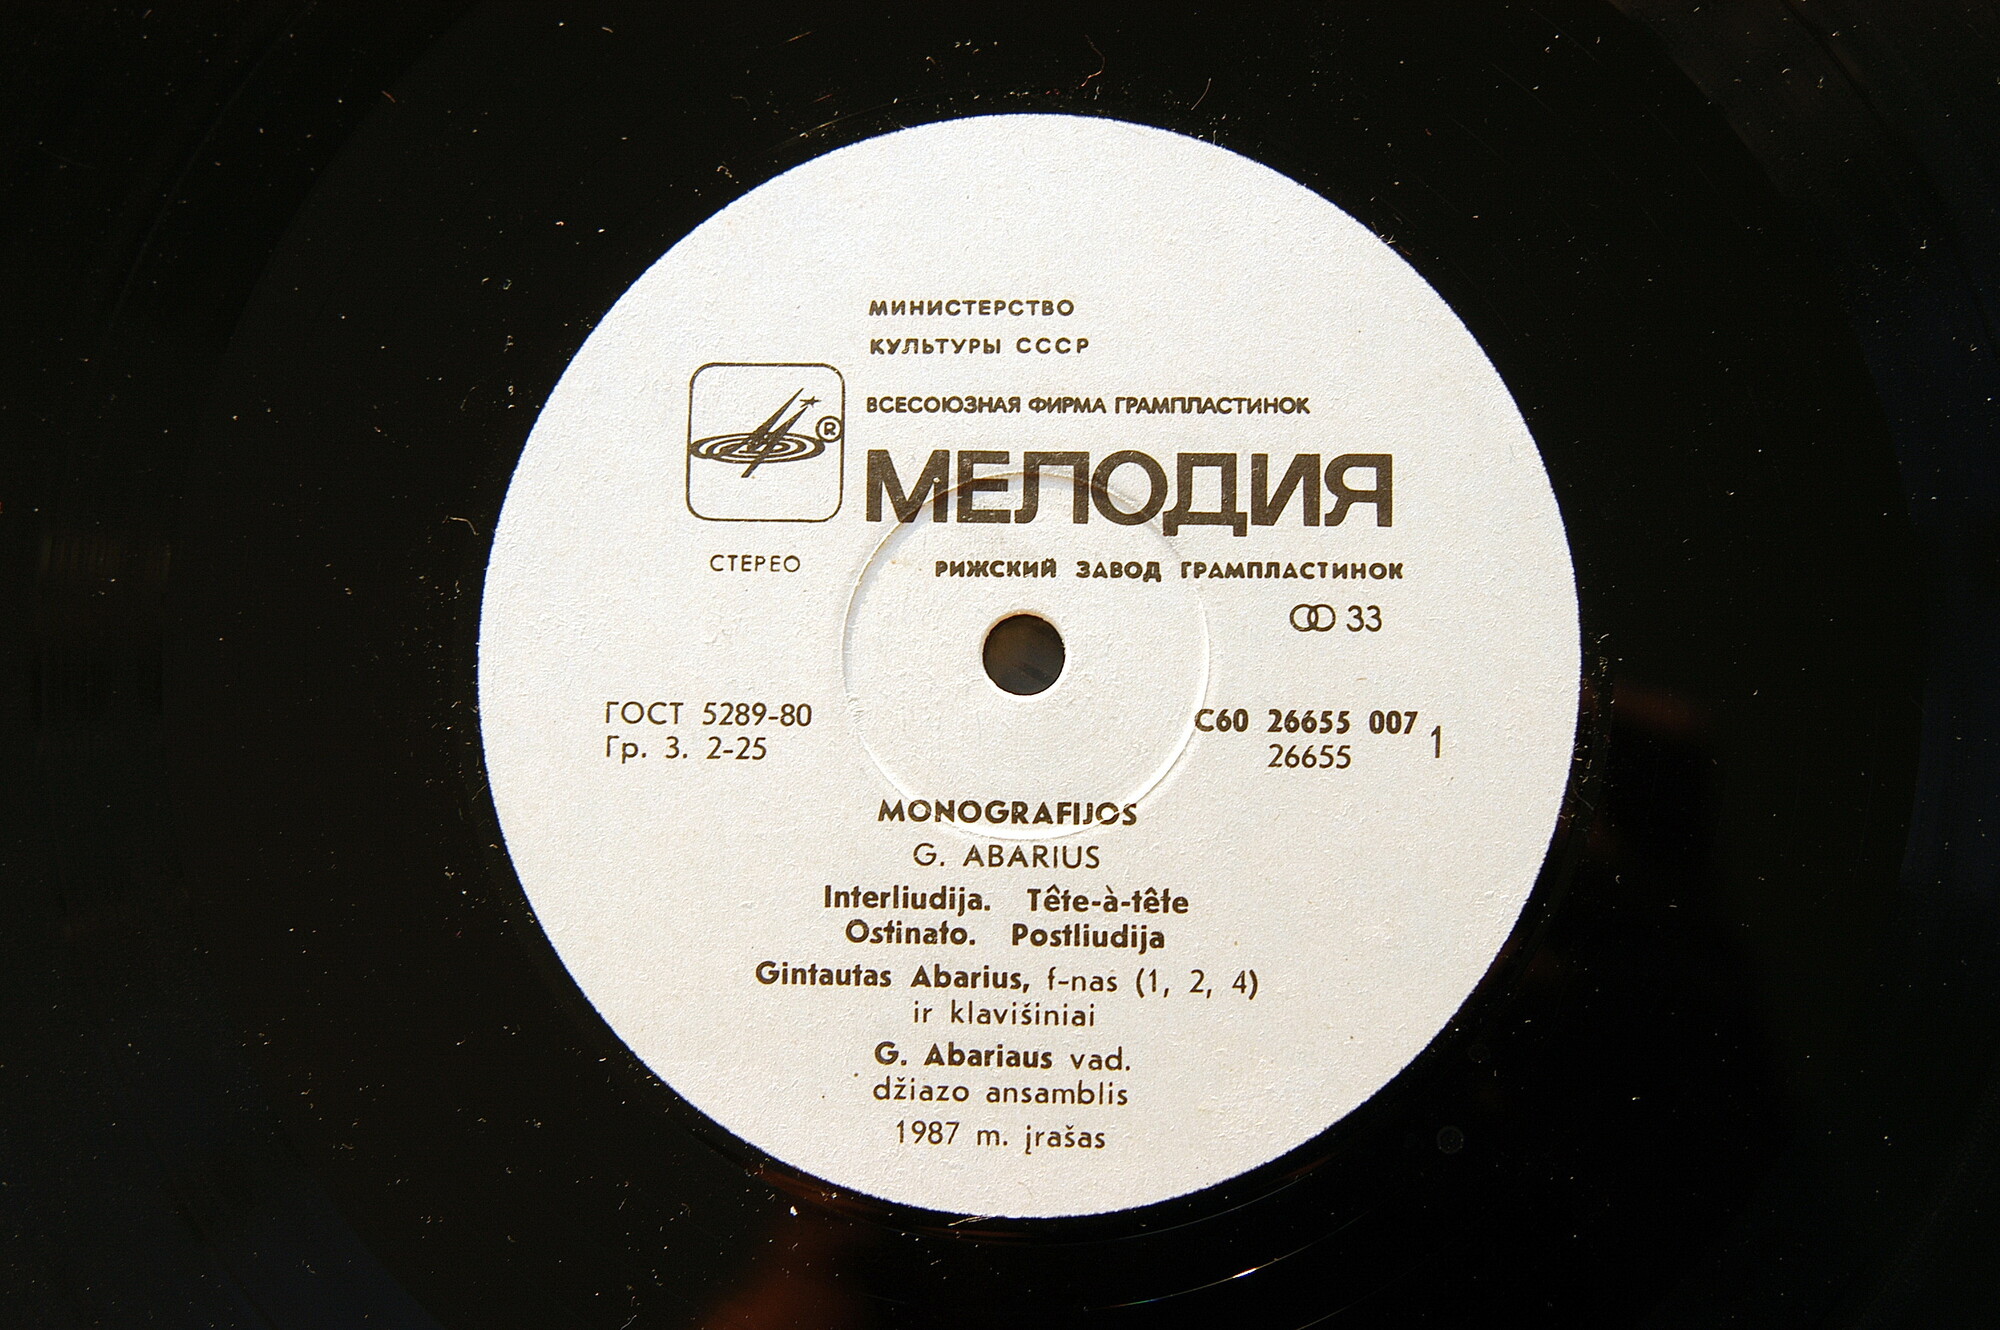 МИНИСТЕРСТВО
КУЛЬТУРЫ СССР
ВСЕСОЮЗНАЯ ФИРМА ГРАМПЛАСТИНОК
®
МЕЛОДИЯ
СТЕРЕО
РИЖСКИЙ ЗАВОД ГРАМПЛАСТИНОК
33
ГОСТ 5289-80
Гр. 3. 2-25
С60 26655 007
26655
1
MONOGRAFIJOS
G. ABARIUS
Interliudija. Tête-à-tête
Ostinato. Postliudija
Gintautas Abarius, f-nas (1, 2, 4)
ir klavišiniai
G. Abariaus vad.
džiazo ansamblis
1987 m. įrašas